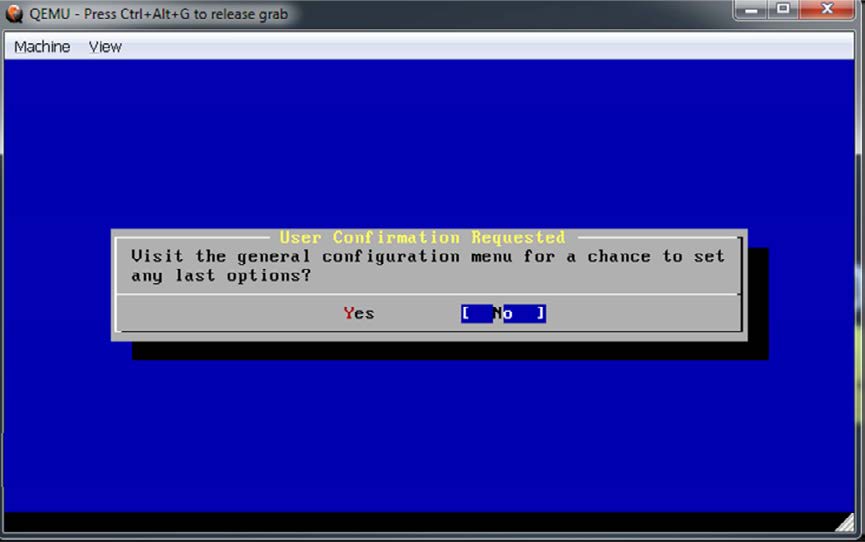 QEMU - Press Ctrl+Alt+G to release grab
Machine View
User Confirmation Requested
Visit the general configuration menu for a chance to set
any last options?
Yes [ No ]